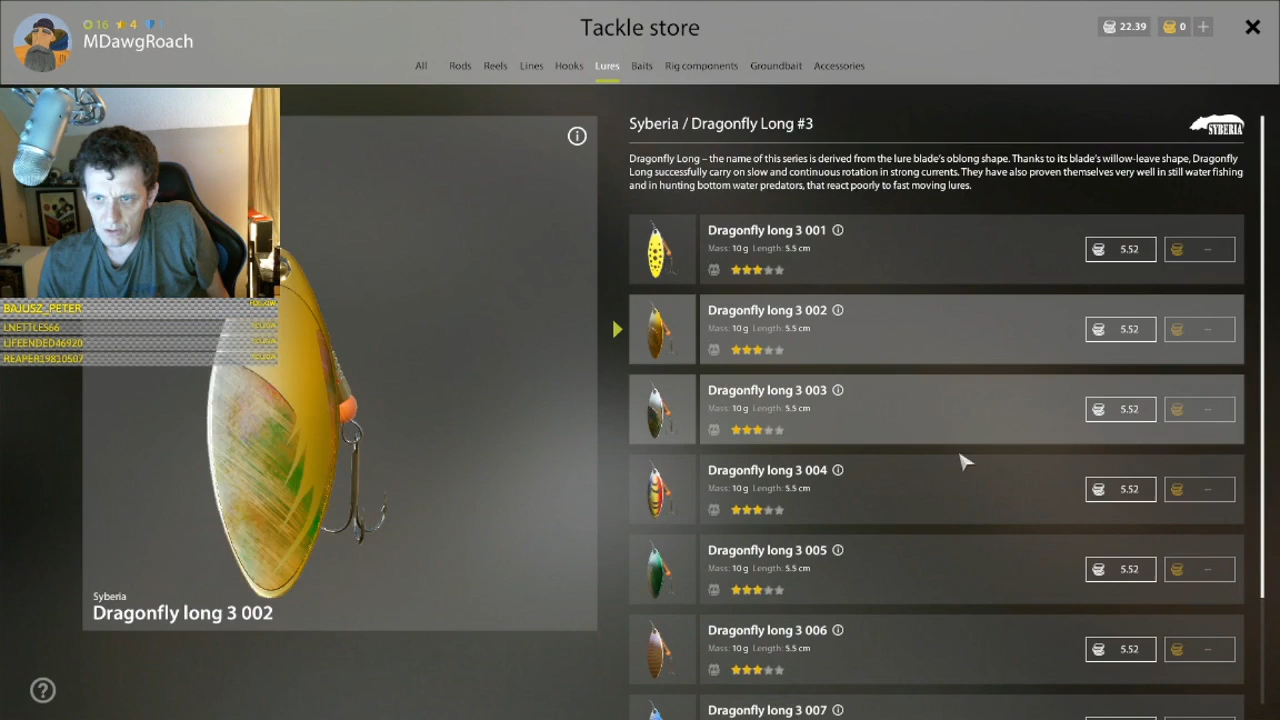 16 4 1
MDawgRoach
Tackle store
22.39 0 +
All Rods Reels Lines Hooks Lures Baits Rig components Groundbait Accessories
BAJUSZ_PETER FOLLOW
LNETTLES66 FOLLOW
LIFEENDED46920 FOLLOW
REAPER19810507 FOLLOW
Syberia
Dragonfly long 3 002
Syberia / Dragonfly Long #3
SYBERIA
Dragonfly Long – the name of this series is derived from the lure blade's oblong shape. Thanks to its blade's willow-leave shape, Dragonfly
Long successfully carry on slow and continuous rotation in strong currents. They have also proven themselves very well in still water fishing
and in hunting bottom water predators, that react poorly to fast moving lures.
Dragonfly long 3 001
Mass: 10 g Length: 5.5 cm
5.52 --
Dragonfly long 3 002
Mass: 10 g Length: 5.5 cm
5.52 --
Dragonfly long 3 003
Mass: 10 g Length: 5.5 cm
5.52 --
Dragonfly long 3 004
Mass: 10 g Length: 5.5 cm
5.52 --
Dragonfly long 3 005
Mass: 10 g Length: 5.5 cm
5.52 --
Dragonfly long 3 006
Mass: 10 g Length: 5.5 cm
5.52 --
Dragonfly long 3 007
?